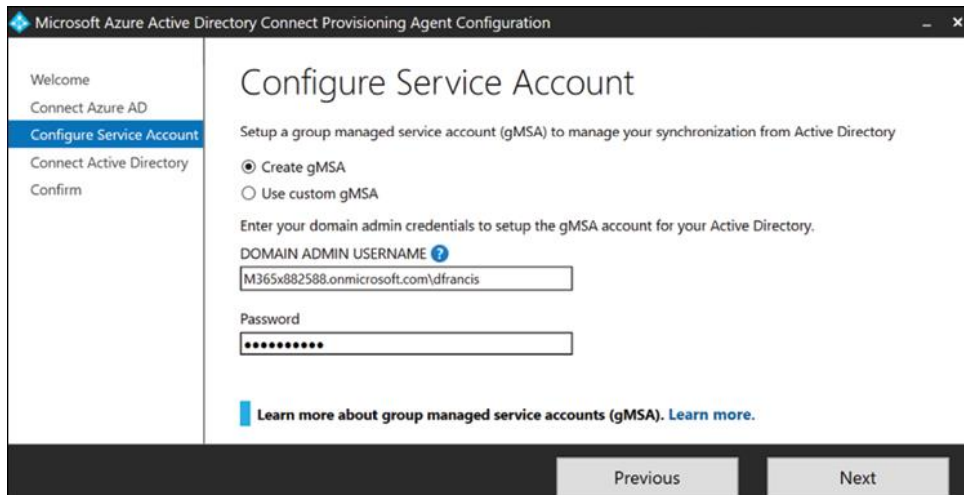 Microsoft Azure Active Directory Connect Provisioning Agent Configuration
Welcome
Connect Azure AD
Configure Service Account
Connect Active Directory
Confirm
Configure Service Account
Setup a group managed service account (gMSA) to manage your synchronization from Active Directory
Create gMSA
Use custom gMSA
Enter your domain admin credentials to setup the gMSA account for your Active Directory.
DOMAIN ADMIN USERNAME ?
M365x882588.onmicrosoft.com\dfrancis
Password
••••••••••
Learn more about group managed service accounts (gMSA). Learn more.
Previous Next